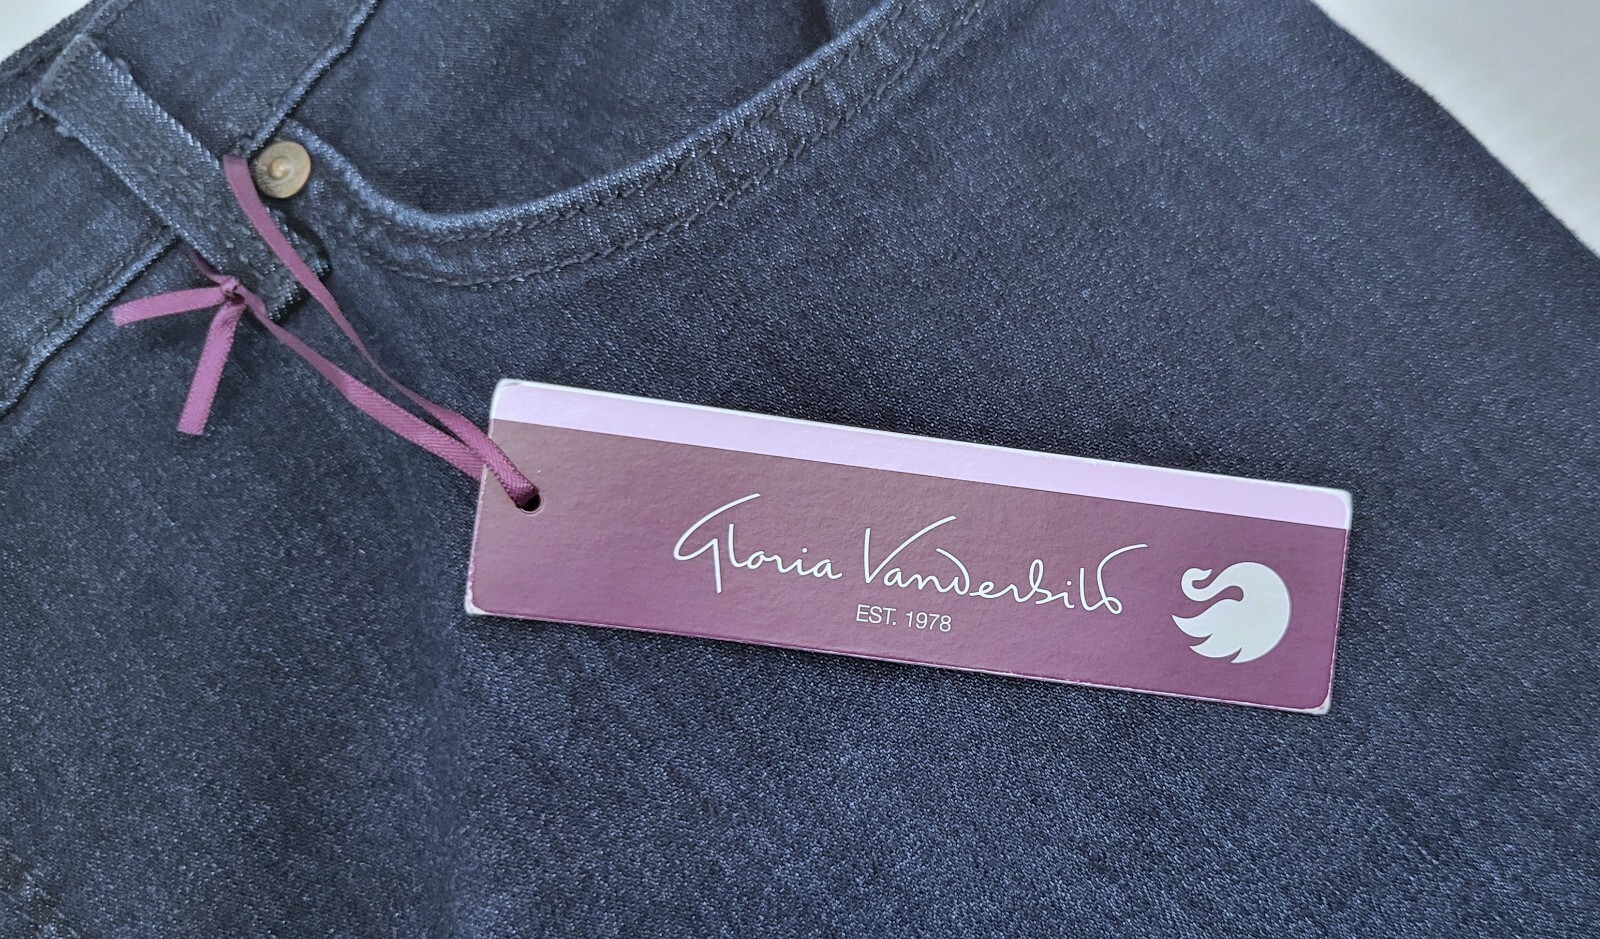 Gloria Vanderbilt
EST. 1978